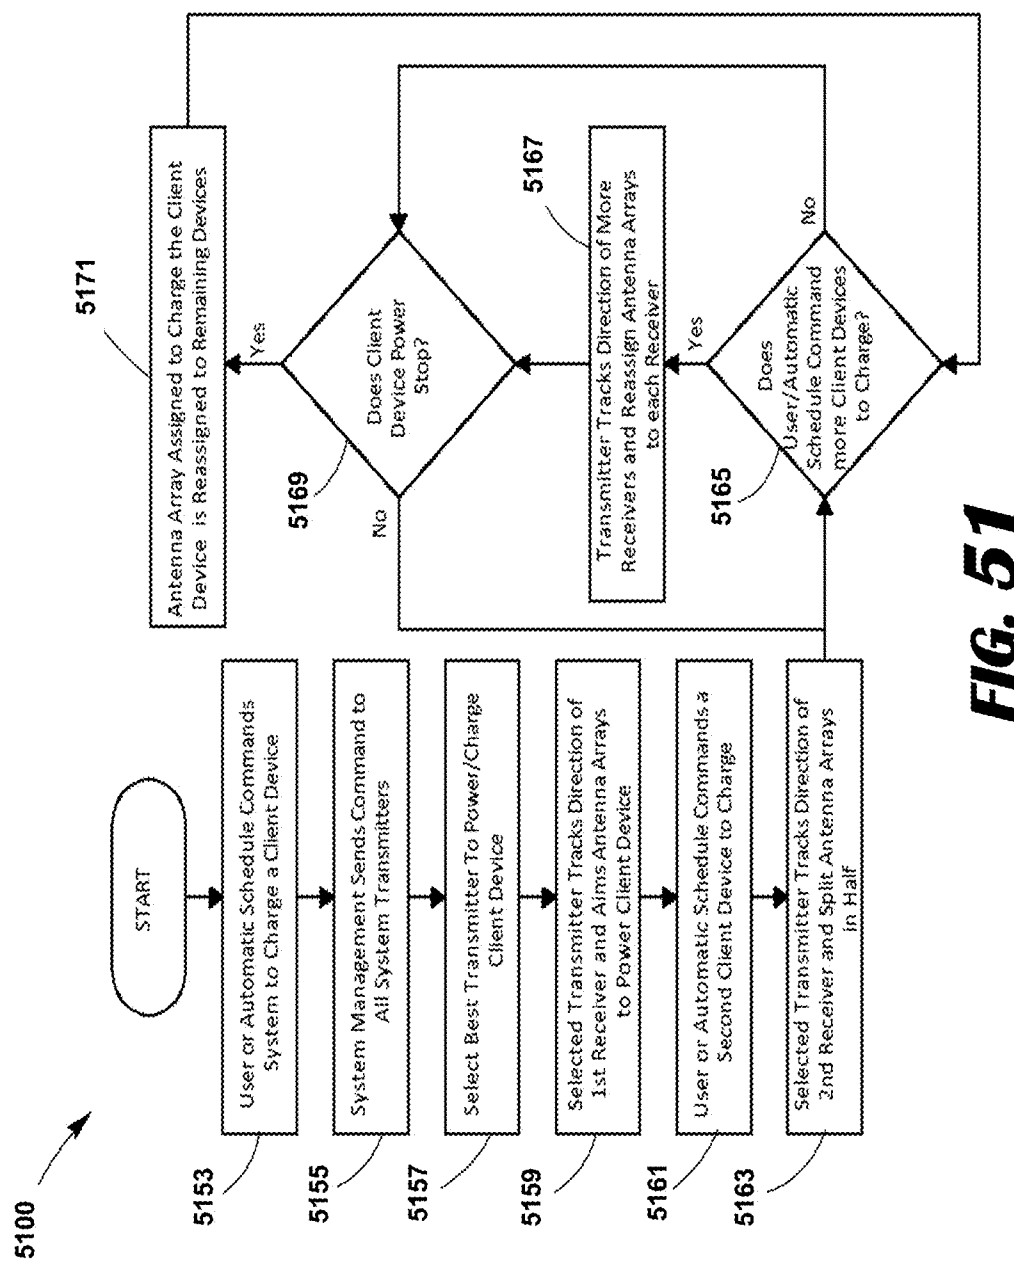 5100
START
5153
User or Automatic Schedule Commands
System to Charge a Client Device
5155
System Management Sends Command to
All System Transmitters
5157
Select Best Transmitter To Power/Charge
Client Device
5159
Selected Transmitter Tracks Direction of
1st Receiver and Aims Antenna Arrays
to Power Client Device
5161
User or Automatic Schedule Commands a
Second Client Device to Charge
5163
Selected Transmitter Tracks Direction of
2nd Receiver and Split Antenna Arrays
in Half
5165
Does
User/Automatic
Schedule Command
more Client Devices
to Charge?
Yes
No
5167
Transmitter Tracks Direction of More
Receivers and Reassign Antenna Arrays
to each Receiver
5169
Does Client
Device Power
Stop?
Yes
No
5171
Antenna Array Assigned to Charge the Client
Device is Reassigned to Remaining Devices
FIG. 51